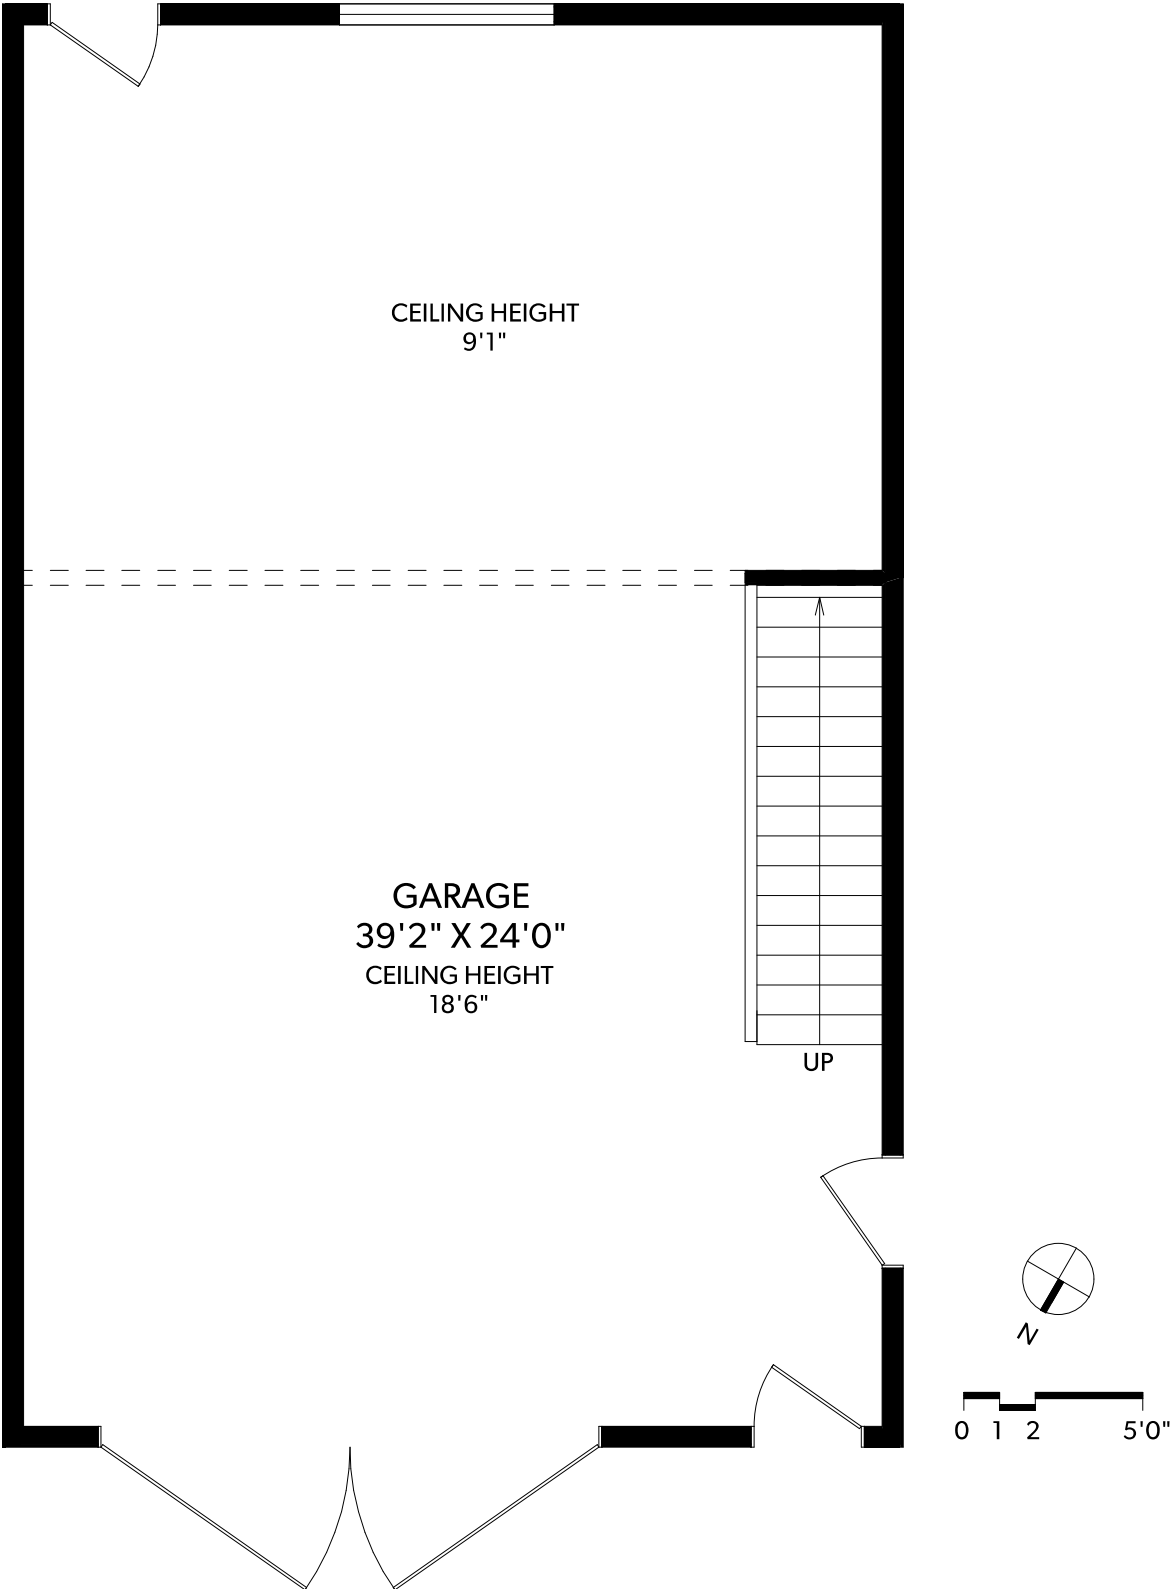 CEILING HEIGHT
9'1"
GARAGE
39'2" X 24'0"
CEILING HEIGHT
18'6"
UP
N
0 1 2 5'0"